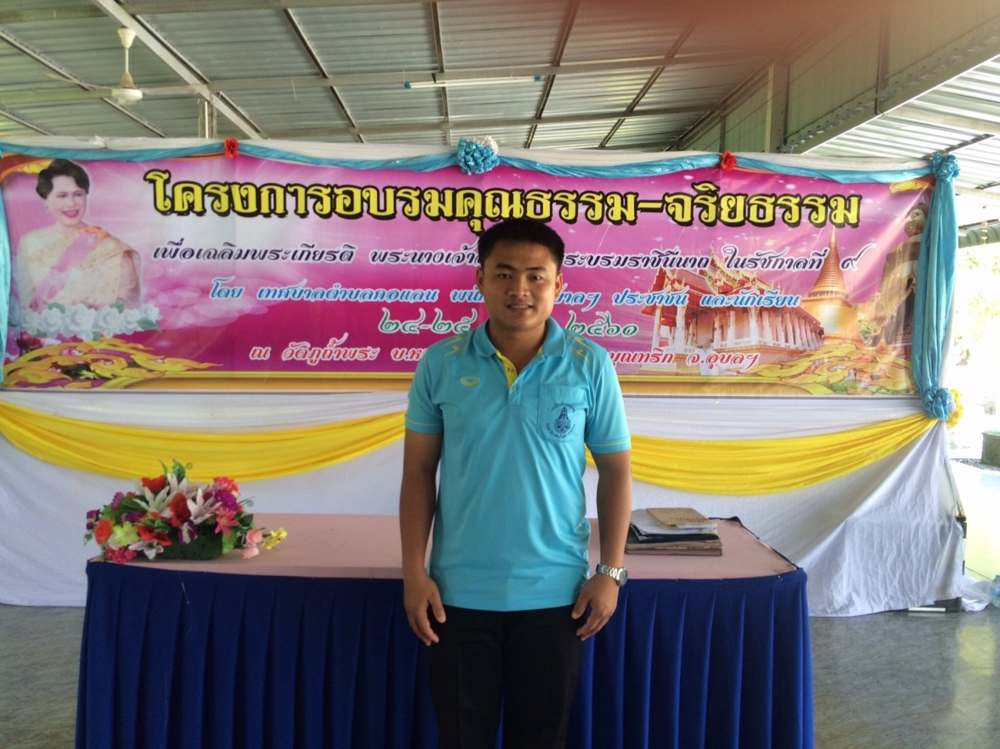 โครงการอบรมคุณธรรม-จริยธรรม
เพื่อเฉลิมพระเกียรติ พระนางเจ้า ระบรมราชินีนาถ ในรัชกาลที่ ๙
โดย เทศบาลตำบลคอแลน พนั าลฯ ประชาชน และนักเรียน
๒๔-๒๕ ๒๕๖๑
ณ วัดภูถ้ำพระ บ.ห บุณฑริก จ.อุบลฯ